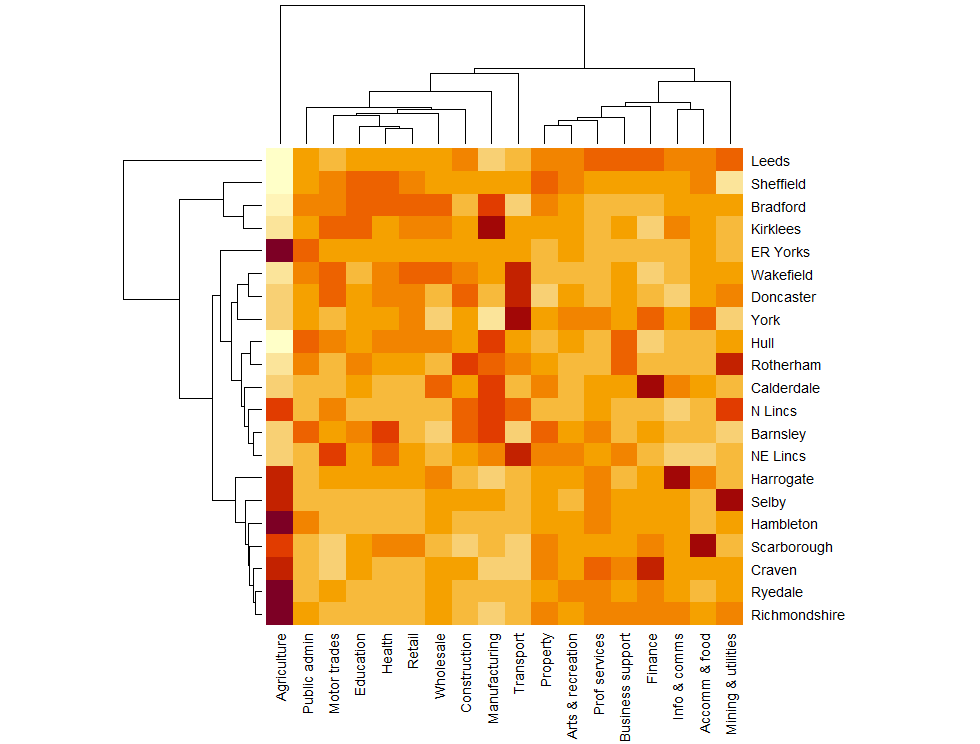 Leeds
Sheffield
Bradford
Kirklees
ER Yorks
Wakefield
Doncaster
York
Hull
Rotherham
Calderdale
N Lincs
Barnsley
NE Lincs
Harrogate
Selby
Hambleton
Scarborough
Craven
Ryedale
Richmondshire
Agriculture
Public admin
Motor trades
Education
Health
Retail
Wholesale
Construction
Manufacturing
Transport
Property
Arts & recreation
Prof services
Business support
Finance
Info & comms
Accomm & food
Mining & utilities